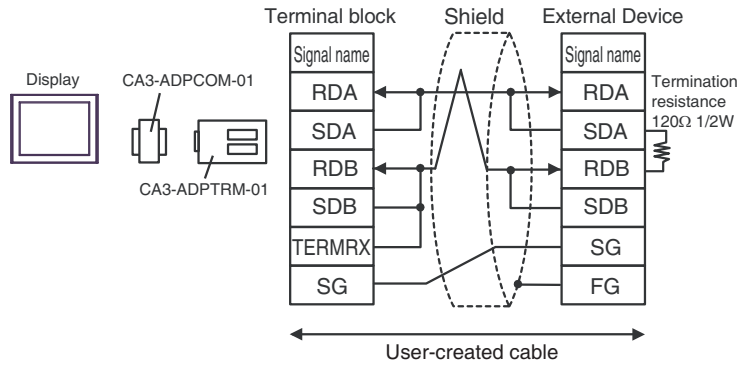 Terminal block Shield External Device
Display CA3-ADPCOM-01
CA3-ADPTRM-01
Signal name
RDA
SDA
RDB
SDB
TERMRX
SG
Signal name
RDA
SDA
RDB
SDB
SG
FG
Termination
resistance
120Ω 1/2W
User-created cable